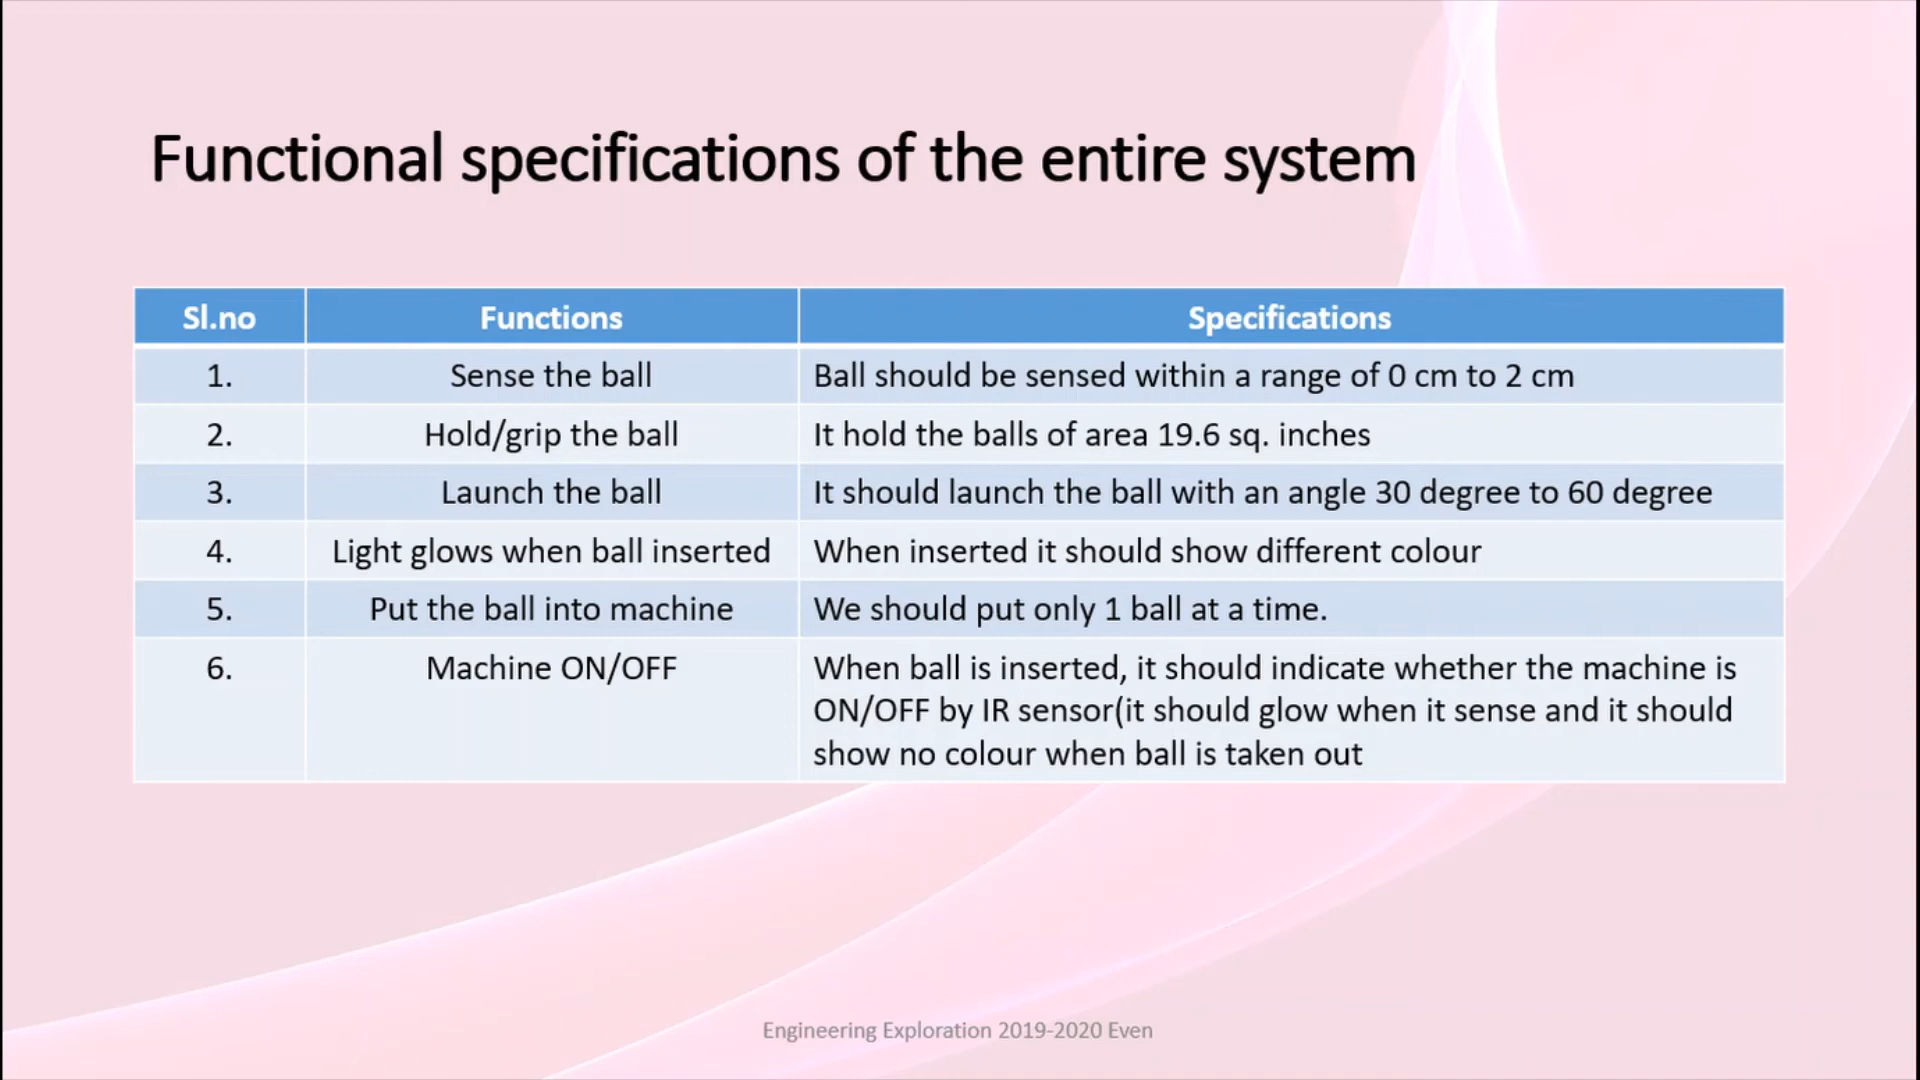 Functional specifications of the entire system
Sl.no Functions Specifications
1. Sense the ball Ball should be sensed within a range of 0 cm to 2 cm
2. Hold/grip the ball It hold the balls of area 19.6 sq. inches
3. Launch the ball It should launch the ball with an angle 30 degree to 60 degree
4. Light glows when ball inserted When inserted it should show different colour
5. Put the ball into machine We should put only 1 ball at a time.
6. Machine ON/OFF When ball is inserted, it should indicate whether the machine is
ON/OFF by IR sensor(it should glow when it sense and it should
show no colour when ball is taken out
Engineering Exploration 2019-2020 Even